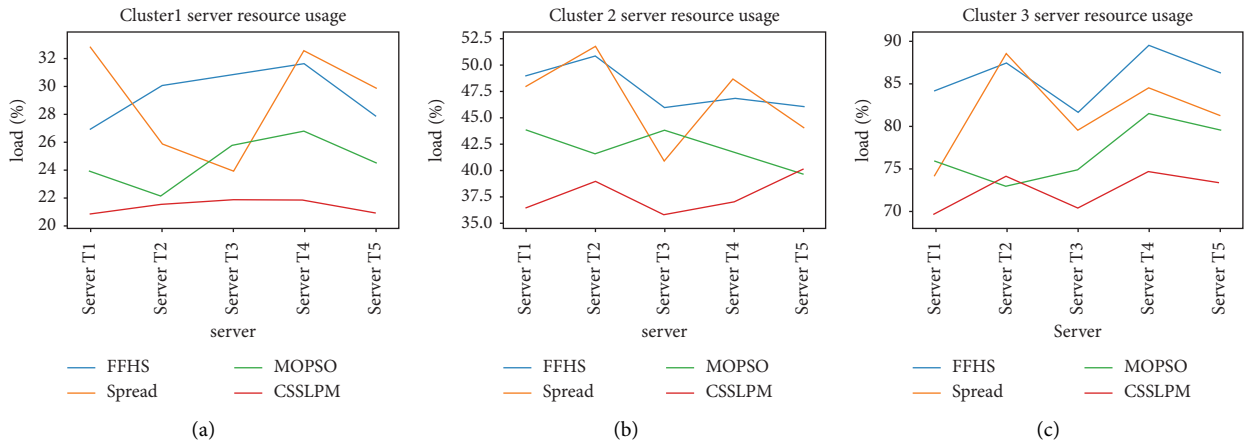 Cluster1 server resource usage
load (%)
32
30
28
26
24
22
20
Server T1
Server T2
Server T3
Server T4
Server T5
server
FFHS
MOPSO
Spread
CSSLPM
(a)
Cluster 2 server resource usage
load (%)
52.5
50.0
47.5
45.0
42.5
40.0
37.5
35.0
Server T1
Server T2
Server T3
Server T4
Server T5
server
FFHS
MOPSO
Spread
CSSLPM
(b)
Cluster 3 server resource usage
load (%)
90
85
80
75
70
Server T1
Server T2
Server T3
Server T4
Server T5
Server
FFHS
MOPSO
Spread
CSSLPM
(c)